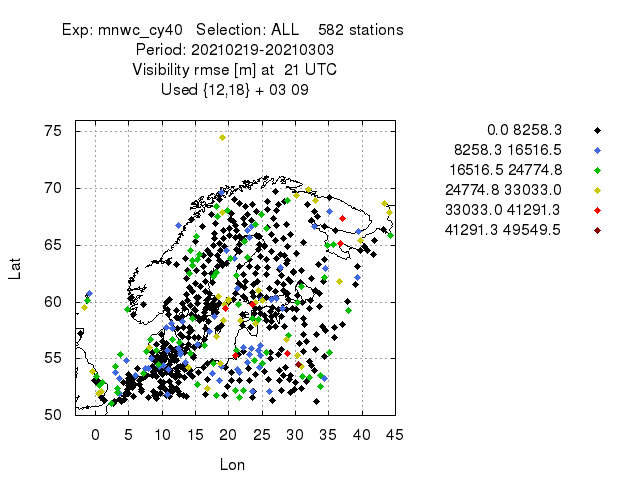 Exp: mnwc_cy40   Selection: ALL    582 stations
Period: 20210219-20210303
Visibility rmse [m] at  21 UTC
Used {12,18} + 03 09
75
70
65
60
55
50
Lat
0 5 10 15 20 25 30 35 40 45
Lon
0.0 8258.3
8258.3 16516.5
16516.5 24774.8
24774.8 33033.0
33033.0 41291.3
41291.3 49549.5